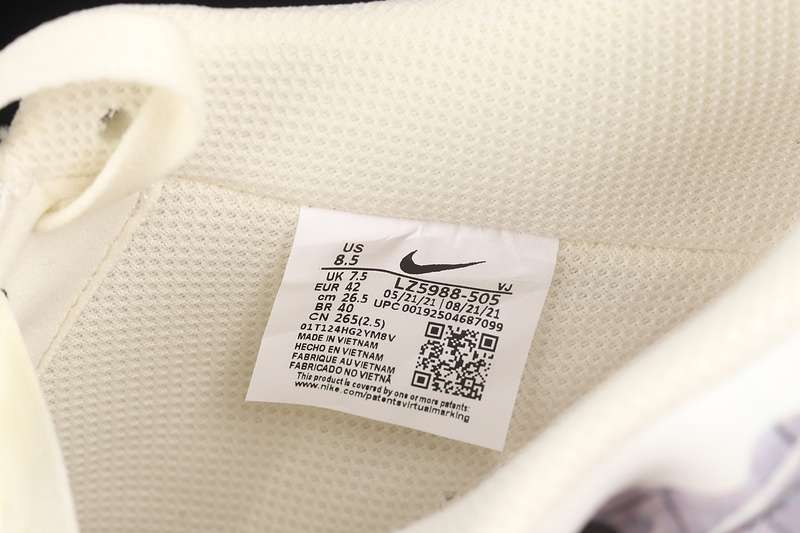 US
8.5
UK 7.5
EUR 42
cm 26.5
BR 40
CN 265(2.5)
VJ
LZ5988-505
05/21/21 08/21/21
UPC 00192504687099
01T124HG2YM8V
MADE IN VIETNAM
HECHO EN VIETNAM
FABRIQUE AU VIETNAM
FABRICADO NO VIETNÃ
This product is covered by one or more patents:
www.nike.com/patentsvirtualmarking